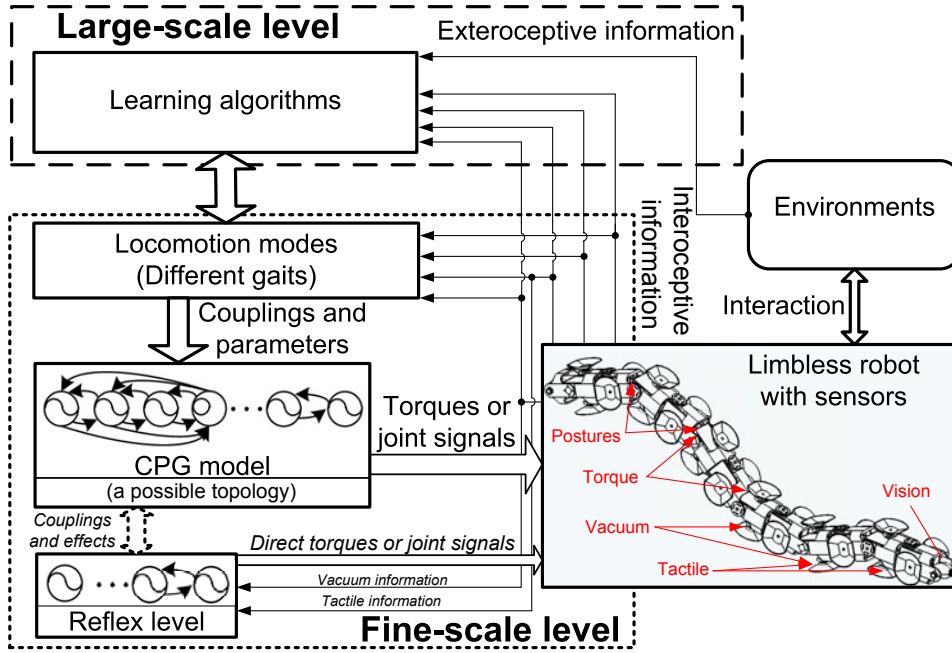 Large-scale level
Exteroceptive information
Learning algorithms
Interoceptive
information
Environments
Locomotion modes
(Different gaits)
Couplings and
parameters
Interaction
Limbless robot
with sensors
Torques or
joint signals
CPG model
(a possible topology)
Postures
Torque
Vacuum
Tactile
Vision
Couplings
and effects
Direct torques or joint signals
Vacuum information
Tactile information
Reflex level
Fine-scale level